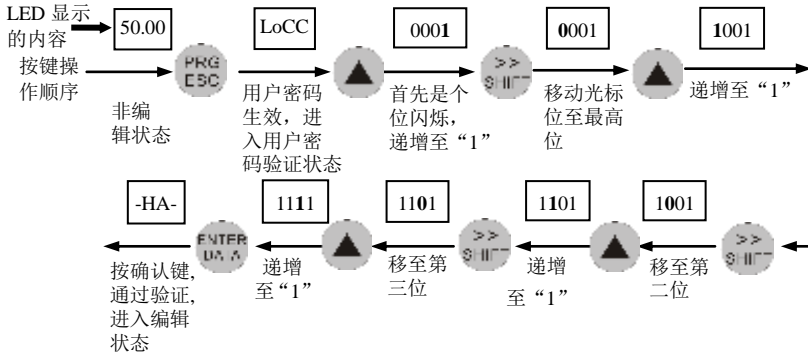 LED 显示
的内容
50.00
LoCC
0001
0001
1001
按键操
作顺序
PRG
ESC
▲
>>
SHIFT
▲
非编
辑状态
用户密码
生效，进
入用户密
码验证状态
首先是个
位闪烁，
递增至“1”
移动光标
位至最高
位
递增至“1”
-HA-
1111
1101
1101
1001
ENTER
DATA
▲
>>
SHIFT
▲
>>
SHIFT
按确认键,
通过验证,
进入编辑
状态
递增
至“1”
移至第
三位
递增
至“1”
移至第
二位